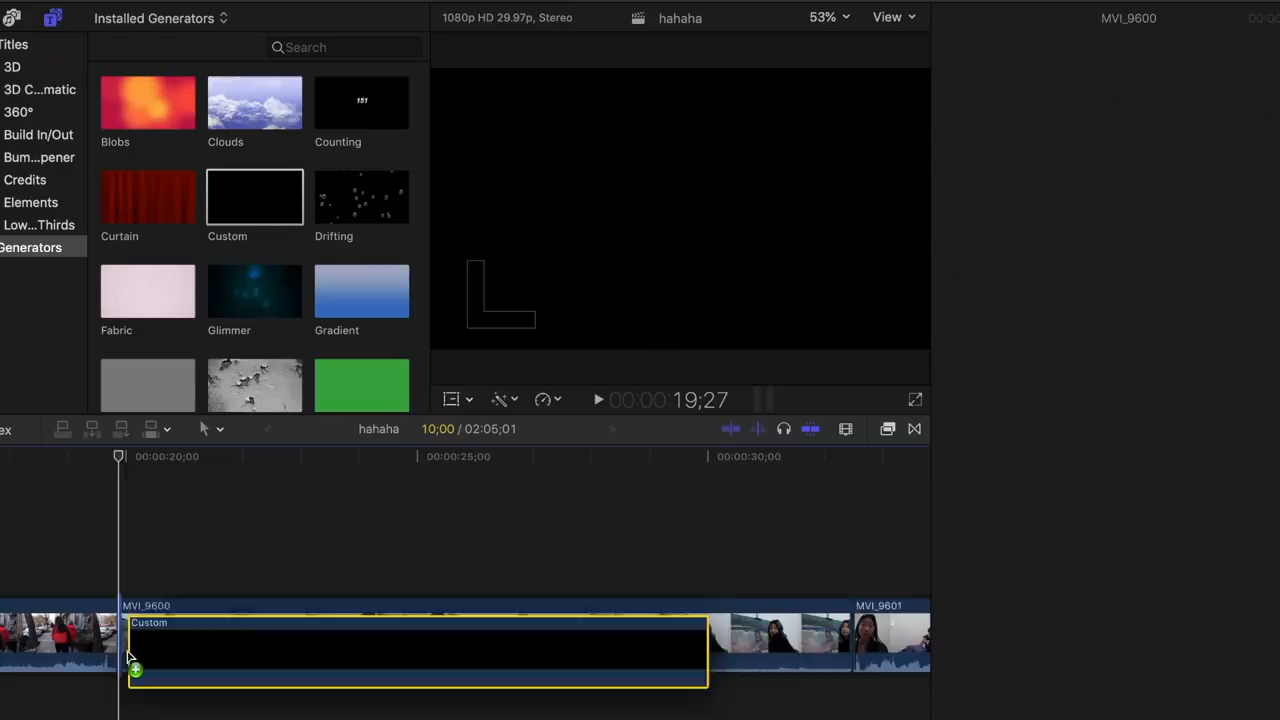 Installed Generators
1080p HD 29.97p, Stereo
hahaha
53%
View
MVI_9600
00:00
Titles
Search
3D
3D C...matic
360°
Build In/Out
Bum...pener
Credits
Elements
Low...Thirds
Generators
151
Blobs
Clouds
Counting
Curtain
Custom
Drifting
Fabric
Glimmer
Gradient
00:00:19;27
ex
hahaha
10;00 / 02:05;01
00:00:20;00
00:00:25;00
00:00:30;00
MVI_9600
MVI_9601
Custom